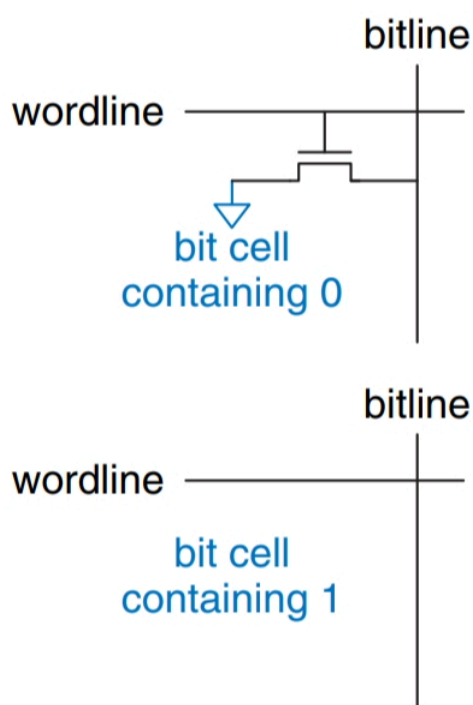 bitline
wordline
bit cell
containing 0
bitline
wordline
bit cell
containing 1